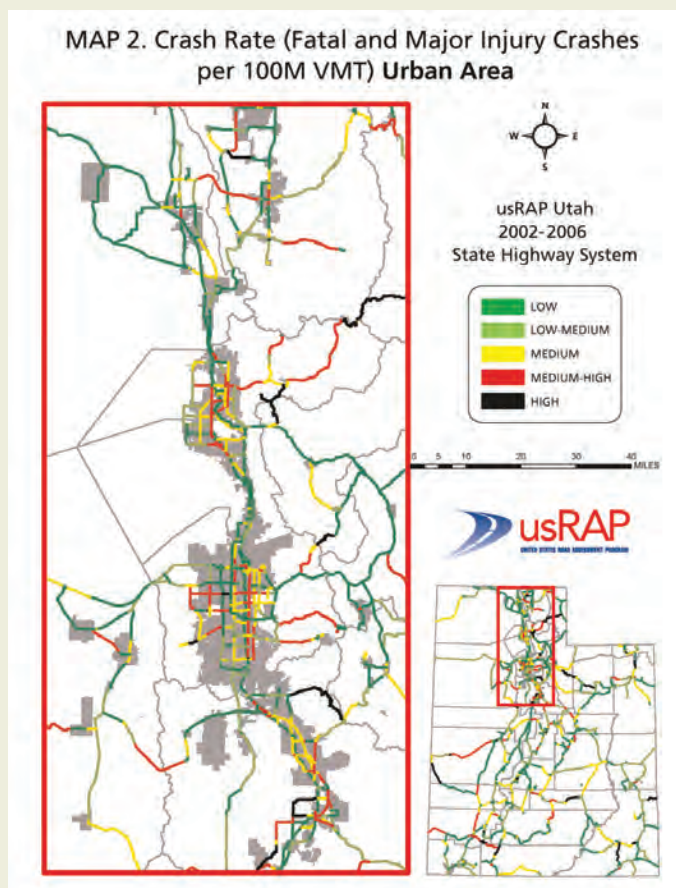 MAP 2. Crash Rate (Fatal and Major Injury Crashes
per 100M VMT) Urban Area
N
W
E
S
usRAP Utah
2002-2006
State Highway System
LOW
LOW-MEDIUM
MEDIUM
MEDIUM-HIGH
HIGH
0 5 10 20 30 40
MILES
usRAP
UNITED STATES ROAD ASSESSMENT PROGRAM